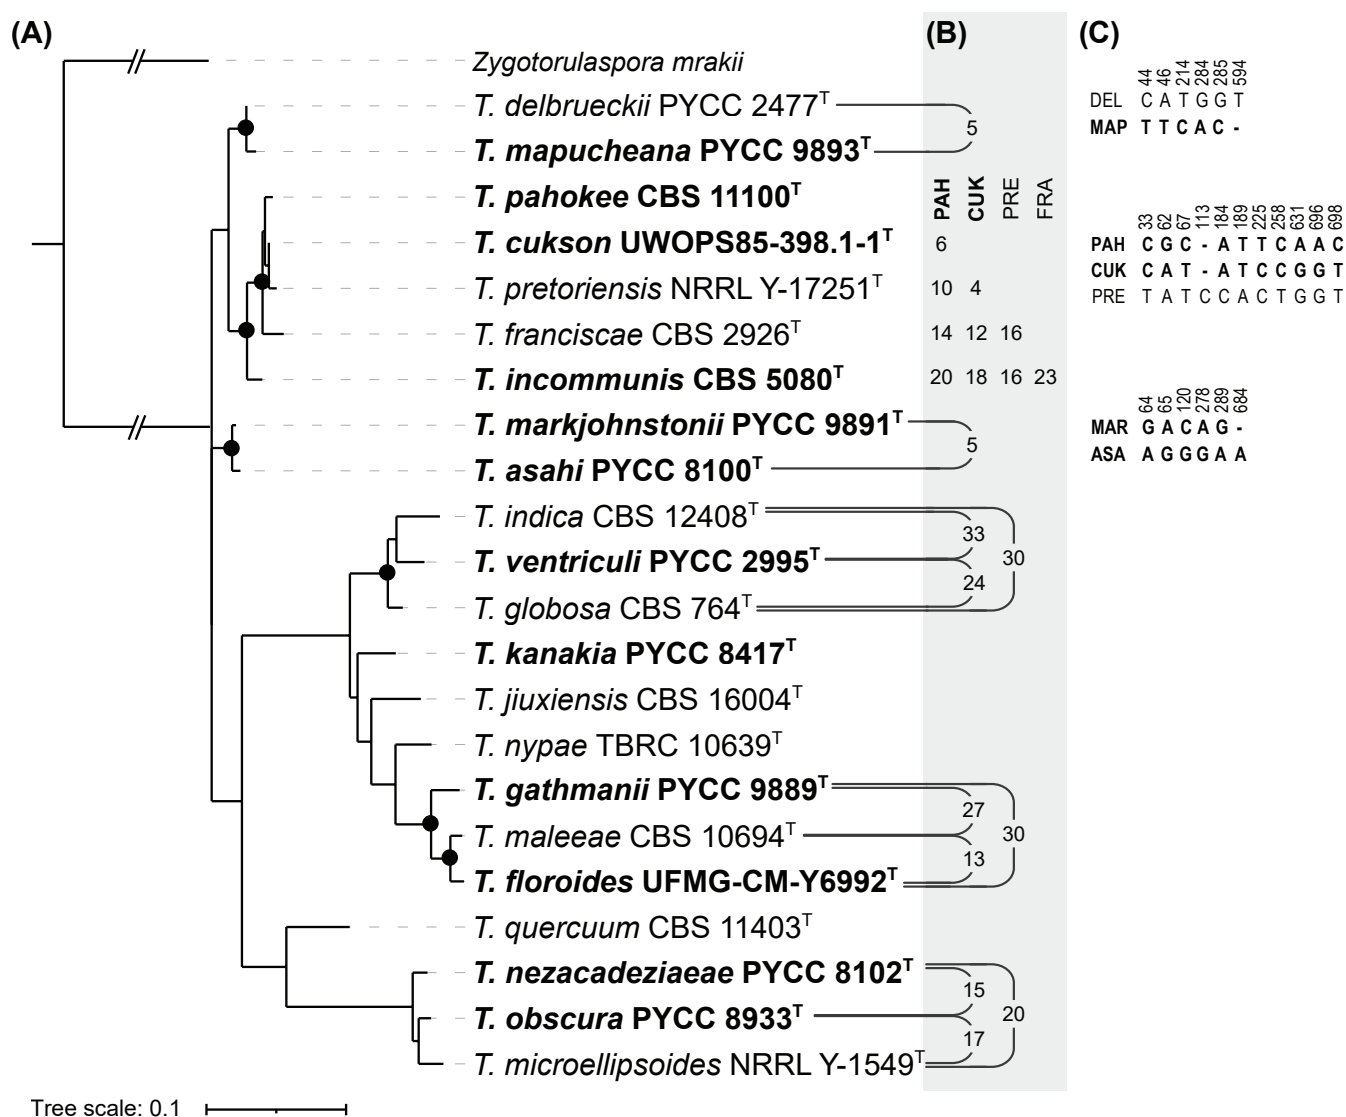 (A)
(B)
(C)
Zygotorulaspora mrakii
T. delbrueckii PYCC 2477T
5
T. mapucheana PYCC 9893T
44 46 214 284 285 594
DEL C A T G G T
MAP T T C A C -
PAH CUK PRE FRA
T. pahokee CBS 11100T
T. cukson UWOPS85-398.1-1T 6
T. pretoriensis NRRL Y-17251T 10 4
T. franciscae CBS 2926T 14 12 16
T. incommunis CBS 5080T 20 18 16 23
33 62 67 113 184 189 225 258 631 696 698
PAH C G C - A T T C A A C
CUK C A T - A T C C G G T
PRE T A T C C A C T G G T
T. markjohnstonii PYCC 9891T
5
T. asahi PYCC 8100T
64 65 120 278 289 684
MAR G A C A G -
ASA A G G G A A
T. indica CBS 12408T
33
T. ventriculi PYCC 2995T
30
24
T. globosa CBS 764T
T. kanakia PYCC 8417T
T. jiuxiensis CBS 16004T
T. nypae TBRC 10639T
T. gathmanii PYCC 9889T
27
T. maleeae CBS 10694T
30
13
T. floroides UFMG-CM-Y6992T
T. quercuum CBS 11403T
T. nezacadeziaeae PYCC 8102T
15
T. obscura PYCC 8933T
20
17
T. microellipsoides NRRL Y-1549T
Tree scale: 0.1